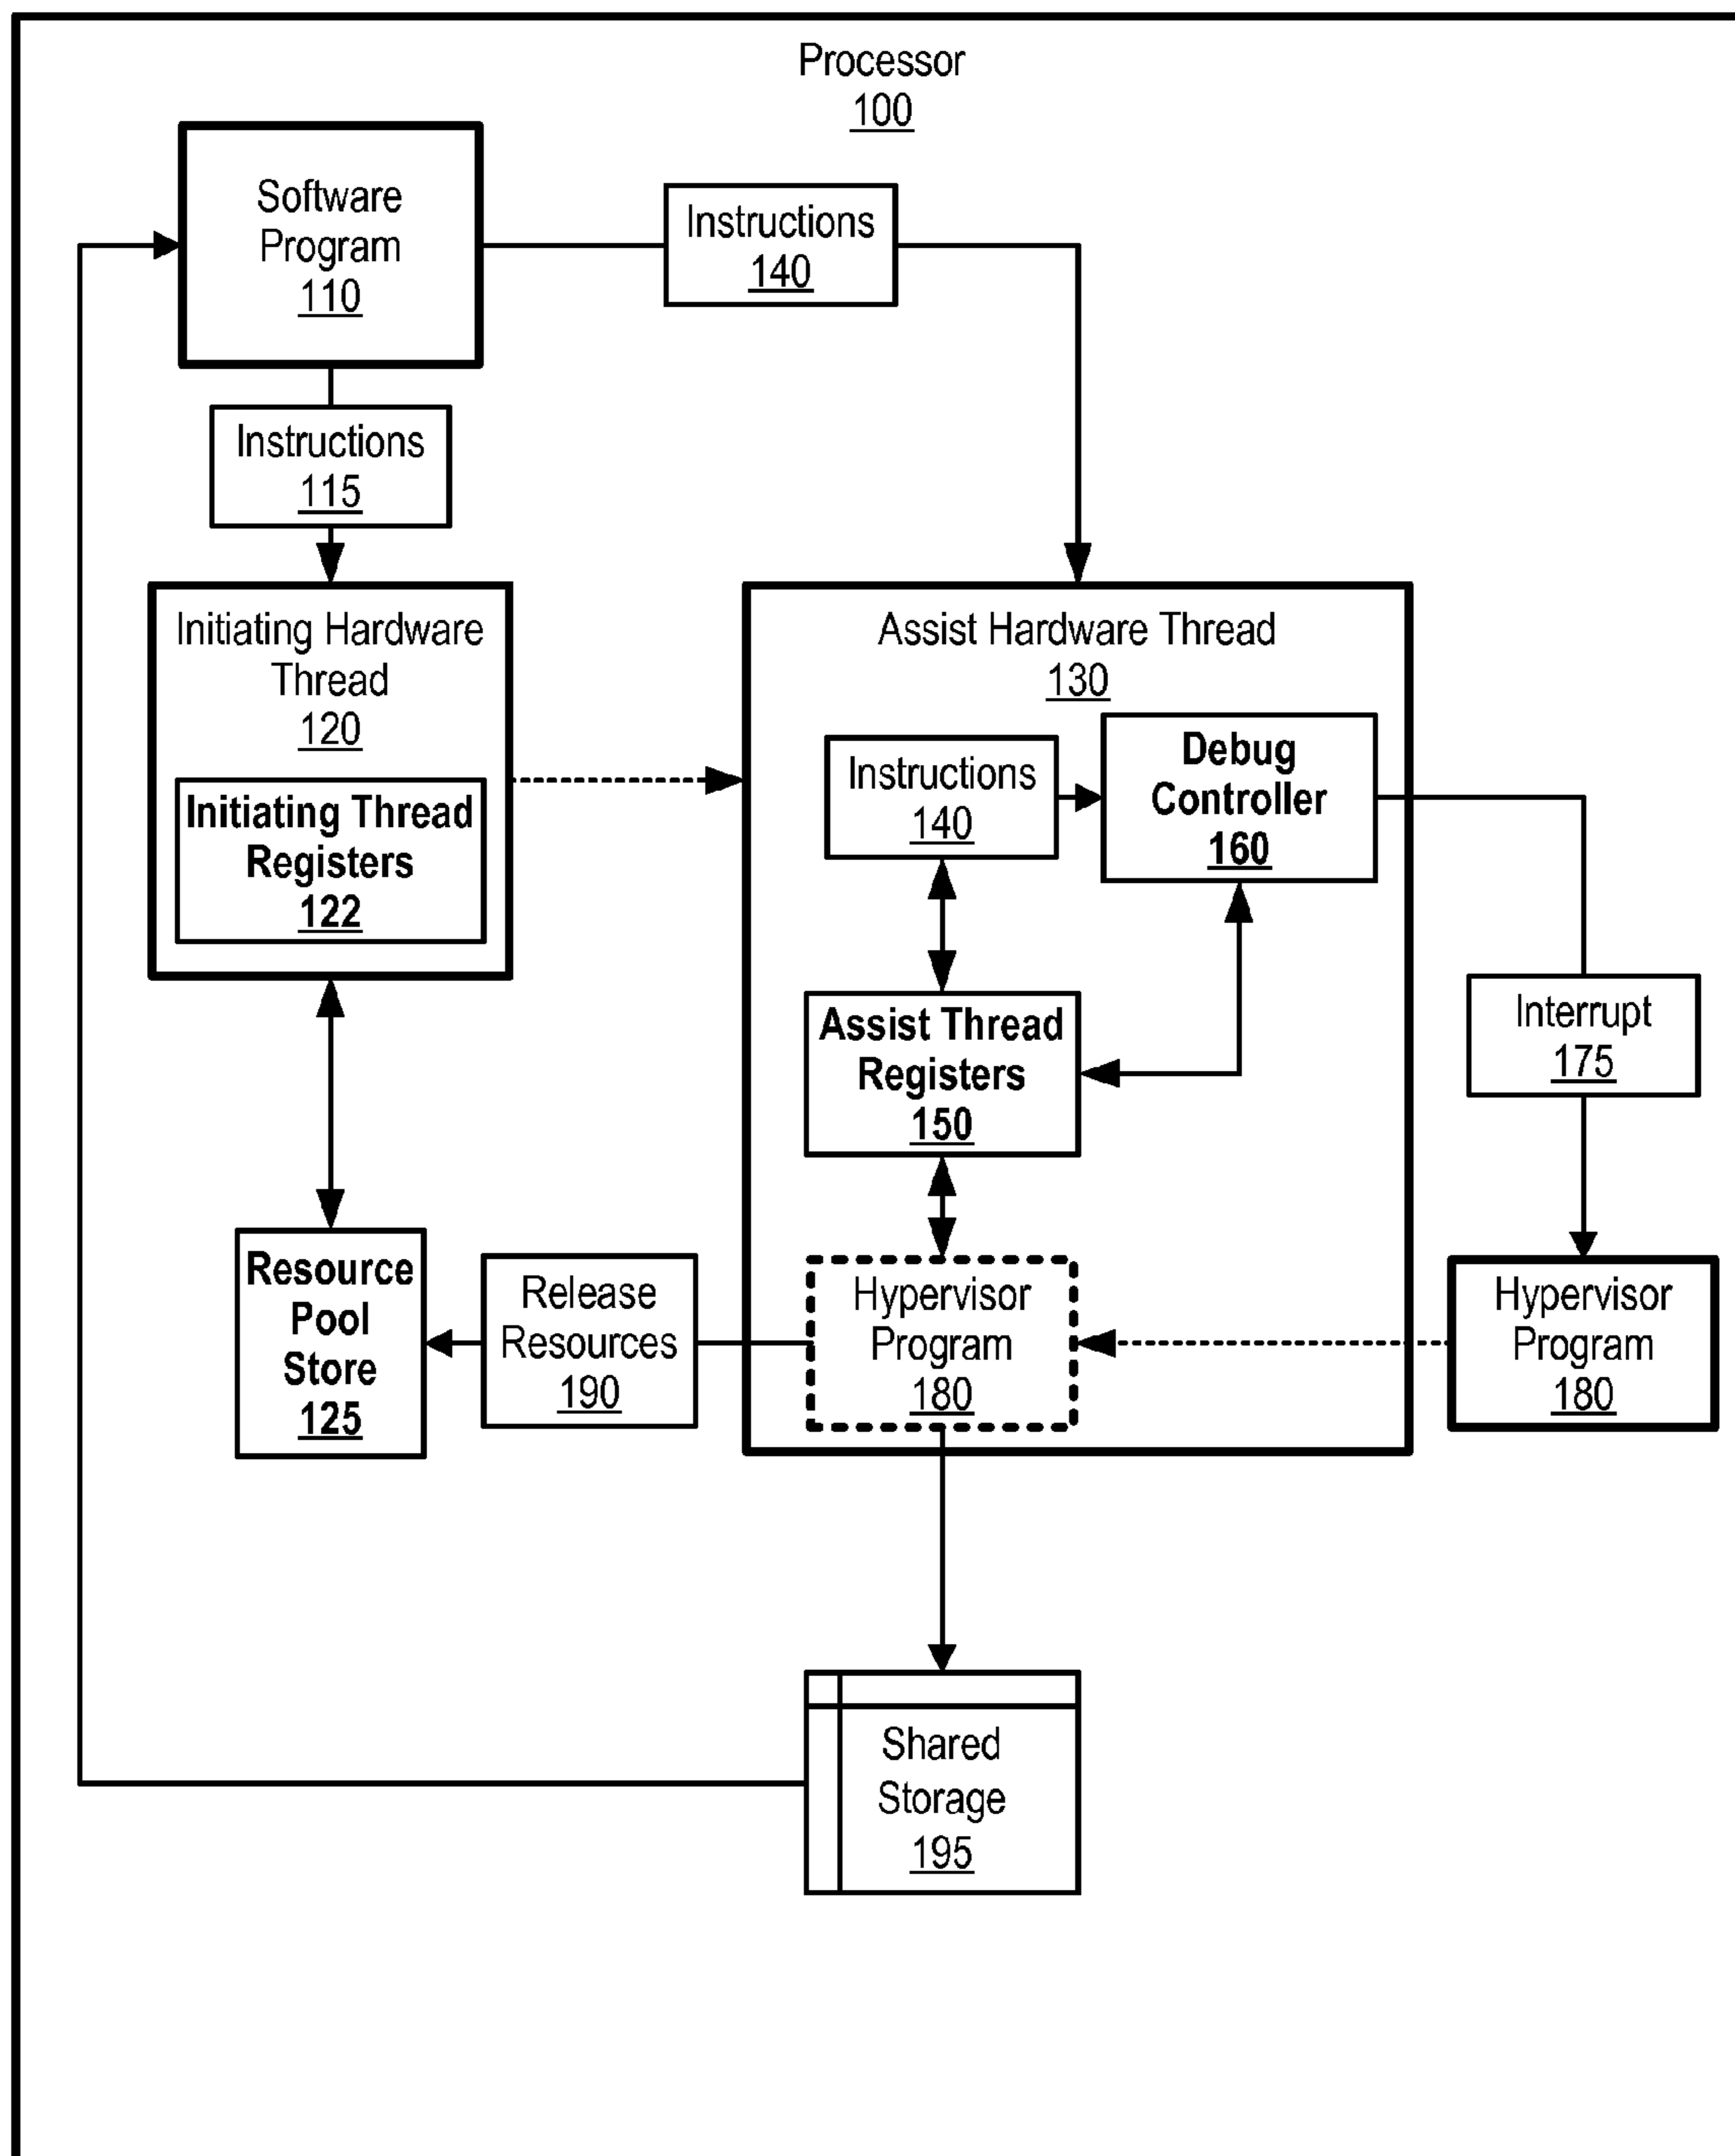 Processor
100
Software
Program
110
Instructions
140
Instructions
115
Initiating Hardware
Thread
120
Initiating Thread
Registers
122
Assist Hardware Thread
130
Instructions
140
Debug
Controller
160
Assist Thread
Registers
150
Interrupt
175
Resource
Pool
Store
125
Release
Resources
190
Hypervisor
Program
180
Hypervisor
Program
180
Shared
Storage
195